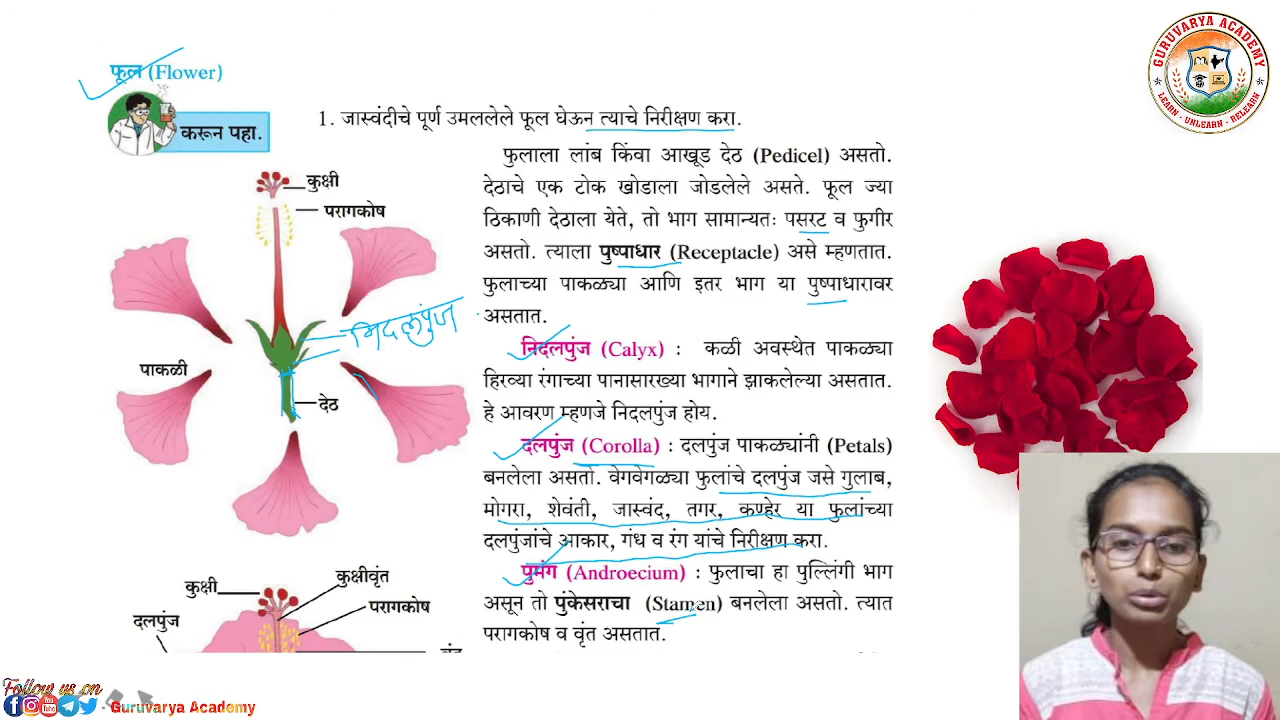 फूल (Flower)
करून पहा.
1. जास्वंदीचे पूर्ण उमललेले फूल घेऊन त्याचे निरीक्षण करा.
फुलाला लांब किंवा आखूड देठ (Pedicel) असतो.
देठाचे एक टोक खोडाला जोडलेले असते. फूल ज्या
ठिकाणी देठाला येते, तो भाग सामान्यतः पसरट व फुगीर
असतो. त्याला पुष्पाधार (Receptacle) असे म्हणतात.
फुलाच्या पाकळ्या आणि इतर भाग या पुष्पाधारावर
असतात.
निदलपुंज (Calyx) : कळी अवस्थेत पाकळ्या
हिरव्या रंगाच्या पानासारख्या भागाने झाकलेल्या असतात.
हे आवरण म्हणजे निदलपुंज होय.
दलपुंज (Corolla) : दलपुंज पाकळ्यांनी (Petals)
बनलेला असतो. वेगवेगळ्या फुलांचे दलपुंज जसे गुलाब,
मोगरा, शेवंती, जास्वंद, तगर, कण्हेर या फुलांच्या
दलपुंजांचे आकार, गंध व रंग यांचे निरीक्षण करा.
पुमंग (Androecium) : फुलाचा हा पुल्लिंगी भाग
असून तो पुंकेसराचा (Stamen) बनलेला असतो. त्यात
परागकोष व वृंत असतात.
कुक्षी
परागकोष
निदलपुंज
पाकळी
देठ
कुक्षी
कुक्षीवृंत
परागकोष
दलपुंज
GURUVARYA ACADEMY
LEARN - UNLEARN - RELEARN
Follow us on
- Guruvarya Academy